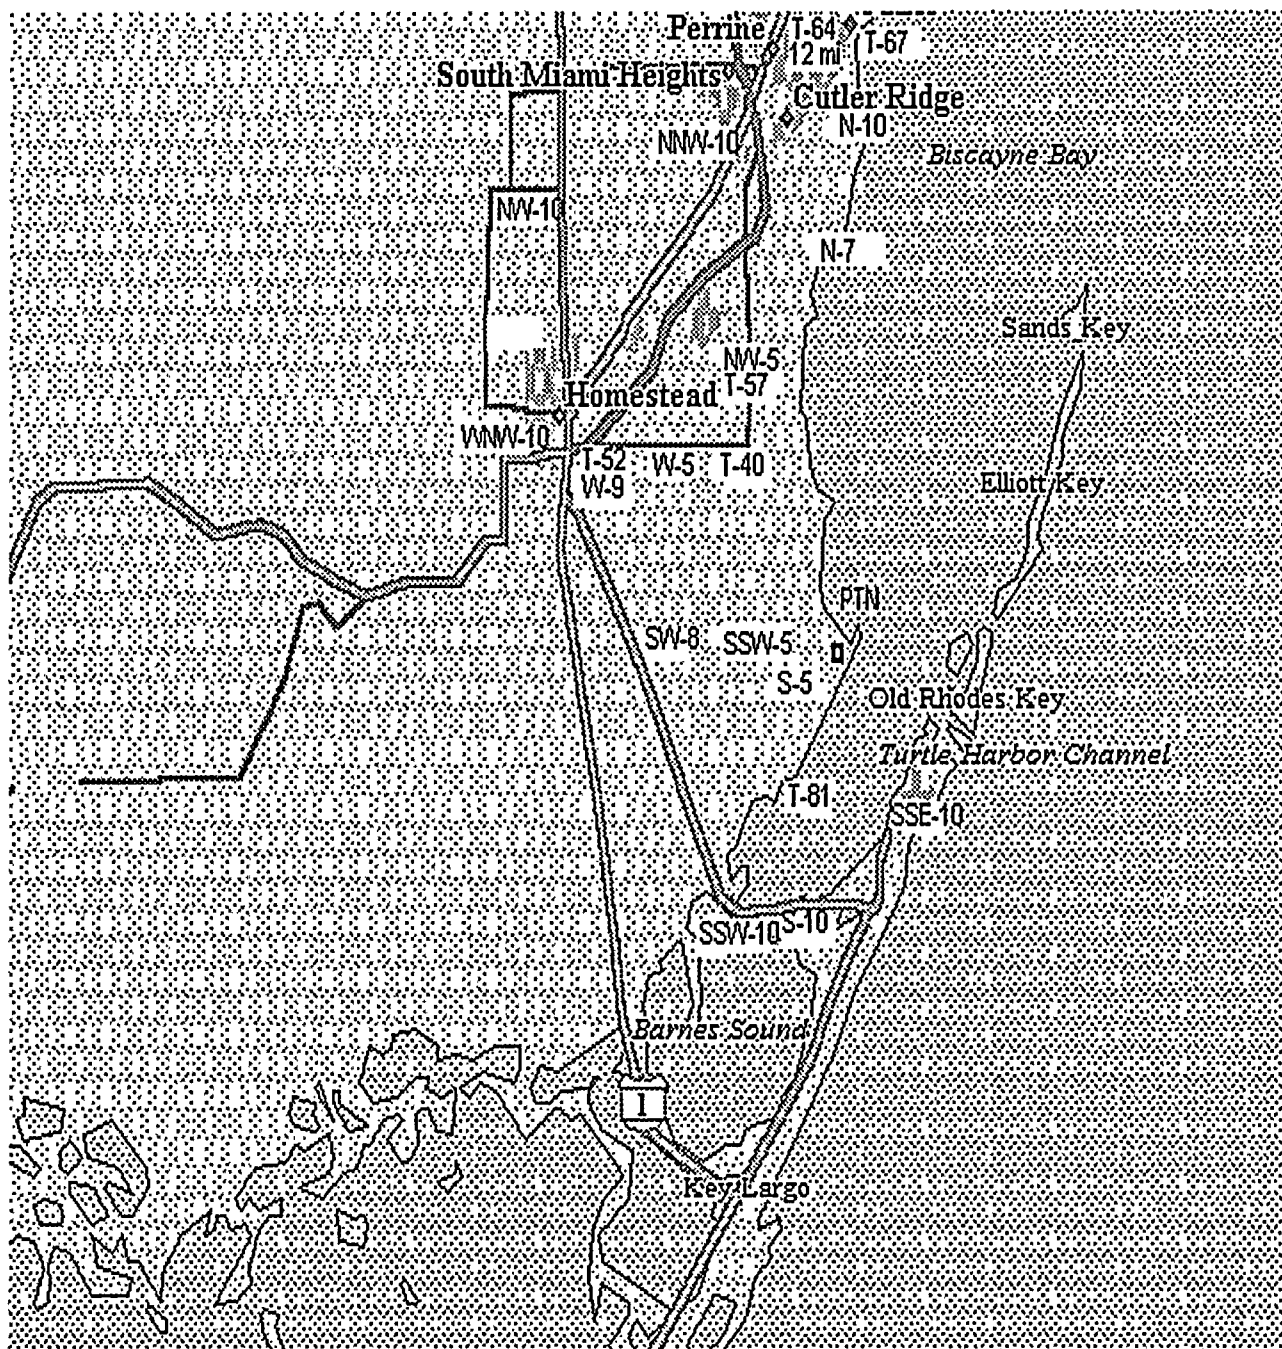 Perrine
T-64
12 mi
T-67
South Miami Heights
Cutler Ridge
N-10
NNW-10
Biscayne Bay
NW-10
N-7
Sands Key
NW-5
T-57
Homestead
WNW-10
T-52
W-5
T-40
W-9
Elliott Key
PTN
SW-8
SSW-5
S-5
Old Rhodes Key
Turtle Harbor Channel
T-81
SSE-10
S-10
SSW-10
Barnes Sound
1
Key Largo